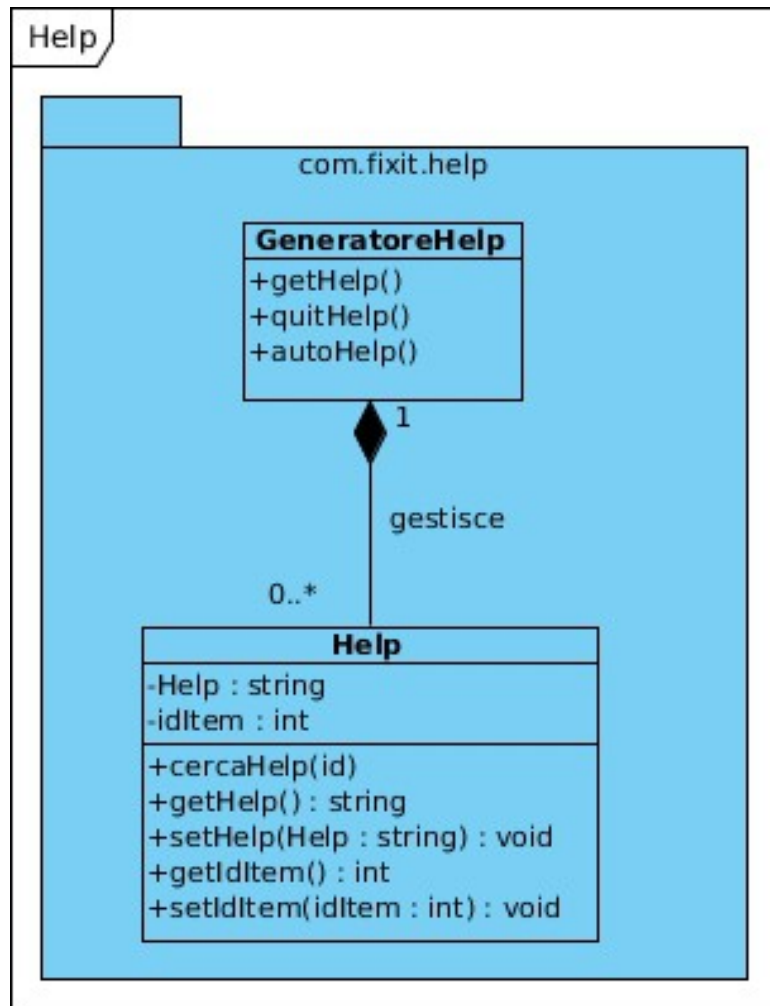 Help
com.fixit.help
GeneratoreHelp
+getHelp()
+quitHelp()
+autoHelp()
1
gestisce
0..*
Help
-Help : string
-idItem : int
+cercaHelp(id)
+getHelp() : string
+setHelp(Help : string) : void
+getIdItem() : int
+setIdItem(idItem : int) : void